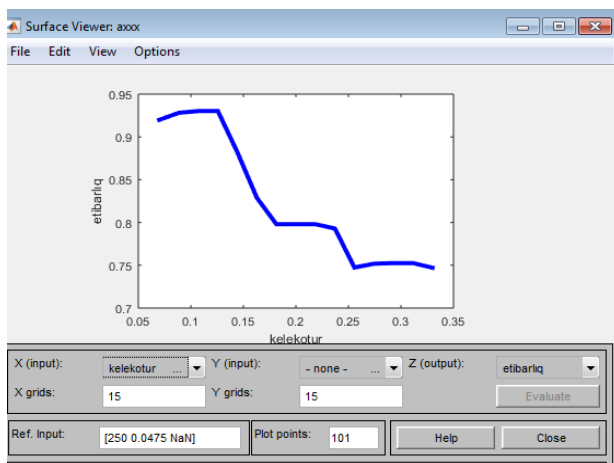 Surface Viewer: axxx
File Edit View Options
0.95
0.9
0.85
0.8
0.75
0.7
etibarlıq
0.05 0.1 0.15 0.2 0.25 0.3 0.35
kelekotur
X (input): kelekotur ... Y (input): - none - ... Z (output): etibarlıq
X grids: 15 Y grids: 15 Evaluate
Ref. Input: [250 0.0475 NaN] Plot points: 101 Help Close